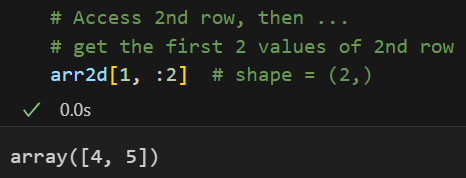 # Access 2nd row, then ...
# get the first 2 values of 2nd row
arr2d[1, :2]  # shape = (2,)
✓ 0.0s
array([4, 5])